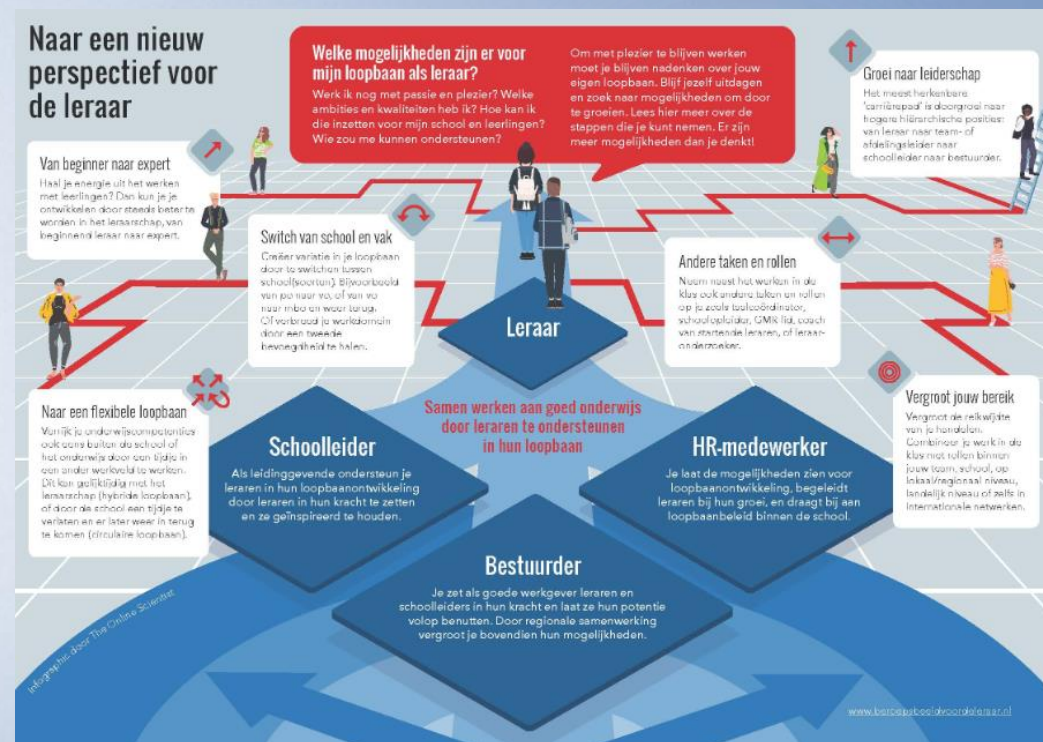 Naar een nieuw
perspectief voor
de leraar
Welke mogelijkheden zijn er voor
mijn loopbaan als leraar?
Werk ik nog met passie en plezier? Welke
ambities en kwaliteiten heb ik? Hoe kan ik
die inzetten voor mijn school en leerlingen?
Wie zou me kunnen ondersteunen?
Om met plezier te blijven werken
moet je blijven nadenken over jouw
eigen loopbaan. Blijf jezelf uitdagen
en zoek naar mogelijkheden om door
te groeien. Lees hier meer over de
stappen die je kunt nemen. Er zijn
meer mogelijkheden dan je denkt!
Groei naar leiderschap
Het meest herkenbare
'carrièrepad' is doorgroei naar
hogere hiërarchische posities:
van leraar naar team- of
afdelingsleider naar
schoolleider naar bestuurder.
Van beginner naar expert
Haal je energie uit het werken
met leerlingen? Dan kun je je
ontwikkelen door steeds beter te
worden in het leraarschap, van
beginnend leraar naar expert.
Switch van school en vak
Creëer variatie in je loopbaan
door te switchen tussen
school(soorten). Bijvoorbeeld
van po naar vo, of van vo
naar mbo en weer terug.
Of verbreed je werkdomein
door een tweede
bevoegdheid te halen.
Andere taken en rollen
Neem naast het werken in de
klas ook andere taken en rollen
op je zoals taalcoördinator,
schoolopleider, GMR lid, coach
van startende leraren, of leraar-
onderzoeker.
Leraar
Naar een flexibele loopbaan
Verrijk je onderwijscompetenties
ook eens buiten de school of
het onderwijs door een tijdje in
een ander werkveld te werken.
Dit kan gelijktijdig met het
leraarschap (hybride loopbaan),
of door de school een tijdje te
verlaten en er later weer in terug
te komen (circulaire loopbaan).
Samen werken aan goed onderwijs
door leraren te ondersteunen
in hun loopbaan
Vergroot jouw bereik
Vergroot de reikwijdte
van je handelen.
Combineer je werk in de
klas met rollen binnen
jouw team, school, op
lokaal/regionaal niveau,
landelijk niveau of zelfs in
internationale netwerken.
Schoolleider
Als leidinggevende ondersteun je
leraren in hun loopbaanontwikkeling
door leraren in hun kracht te zetten
en ze geïnspireerd te houden.
HR-medewerker
Je laat de mogelijkheden zien voor
loopbaanontwikkeling, begeleidt
leraren bij hun groei, en draagt bij aan
loopbaanbeleid binnen de school.
Bestuurder
Je zet als goede werkgever leraren en
schoolleiders in hun kracht en laat ze hun potentie
volop benutten. Door regionale samenwerking
vergroot je bovendien hun mogelijkheden.
Infographic door The Online Scientist
www.beroepsbeeldvoordeleraar.nl